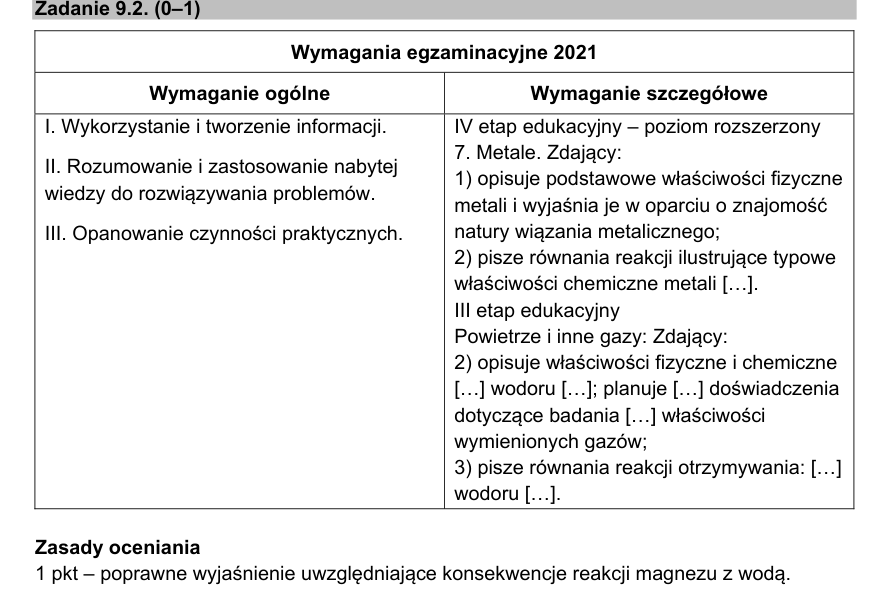 Zadanie 9.2. (0–1)
Wymagania egzaminacyjne 2021
Wymaganie ogólne
Wymaganie szczegółowe
I. Wykorzystanie i tworzenie informacji.
II. Rozumowanie i zastosowanie nabytej
wiedzy do rozwiązywania problemów.
III. Opanowanie czynności praktycznych.
IV etap edukacyjny – poziom rozszerzony
7. Metale. Zdający:
1) opisuje podstawowe właściwości fizyczne
metali i wyjaśnia je w oparciu o znajomość
natury wiązania metalicznego;
2) pisze równania reakcji ilustrujące typowe
właściwości chemiczne metali […].
III etap edukacyjny
Powietrze i inne gazy: Zdający:
2) opisuje właściwości fizyczne i chemiczne
[…] wodoru […]; planuje […] doświadczenia
dotyczące badania […] właściwości
wymienionych gazów;
3) pisze równania reakcji otrzymywania: […]
wodoru […].
Zasady oceniania
1 pkt – poprawne wyjaśnienie uwzględniające konsekwencje reakcji magnezu z wodą.